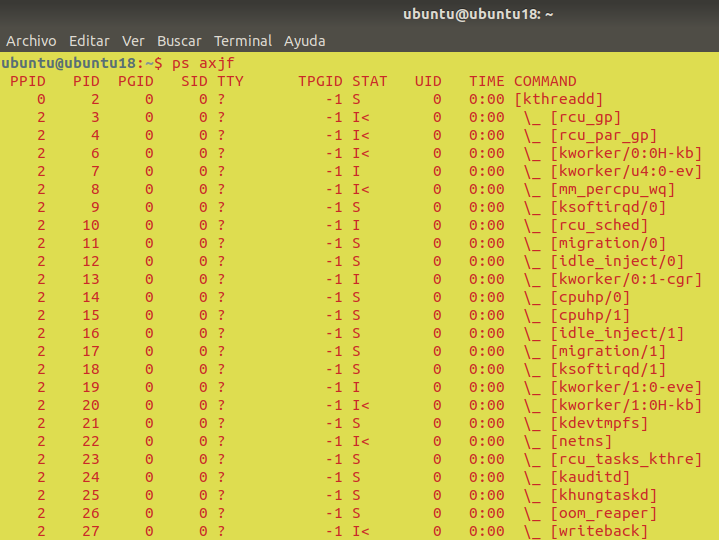 ubuntu@ubuntu18: ~
Archivo Editar Ver Buscar Terminal Ayuda
ubuntu@ubuntu18:~$ ps axjf
 PPID   PID  PGID   SID TTY      TPGID STAT   UID   TIME COMMAND
    0     2     0     0 ?           -1 S        0   0:00 [kthreadd]
    2     3     0     0 ?           -1 I<       0   0:00  \_ [rcu_gp]
    2     4     0     0 ?           -1 I<       0   0:00  \_ [rcu_par_gp]
    2     6     0     0 ?           -1 I<       0   0:00  \_ [kworker/0:0H-kb]
    2     7     0     0 ?           -1 I        0   0:00  \_ [kworker/u4:0-ev]
    2     8     0     0 ?           -1 I<       0   0:00  \_ [mm_percpu_wq]
    2     9     0     0 ?           -1 S        0   0:00  \_ [ksoftirqd/0]
    2    10     0     0 ?           -1 I        0   0:00  \_ [rcu_sched]
    2    11     0     0 ?           -1 S        0   0:00  \_ [migration/0]
    2    12     0     0 ?           -1 S        0   0:00  \_ [idle_inject/0]
    2    13     0     0 ?           -1 I        0   0:00  \_ [kworker/0:1-cgr]
    2    14     0     0 ?           -1 S        0   0:00  \_ [cpuhp/0]
    2    15     0     0 ?           -1 S        0   0:00  \_ [cpuhp/1]
    2    16     0     0 ?           -1 S        0   0:00  \_ [idle_inject/1]
    2    17     0     0 ?           -1 S        0   0:00  \_ [migration/1]
    2    18     0     0 ?           -1 S        0   0:00  \_ [ksoftirqd/1]
    2    19     0     0 ?           -1 I        0   0:00  \_ [kworker/1:0-eve]
    2    20     0     0 ?           -1 I<       0   0:00  \_ [kworker/1:0H-kb]
    2    21     0     0 ?           -1 S        0   0:00  \_ [kdevtmpfs]
    2    22     0     0 ?           -1 I<       0   0:00  \_ [netns]
    2    23     0     0 ?           -1 S        0   0:00  \_ [rcu_tasks_kthre]
    2    24     0     0 ?           -1 S        0   0:00  \_ [kauditd]
    2    25     0     0 ?           -1 S        0   0:00  \_ [khungtaskd]
    2    26     0     0 ?           -1 S        0   0:00  \_ [oom_reaper]
    2    27     0     0 ?           -1 I<       0   0:00  \_ [writeback]